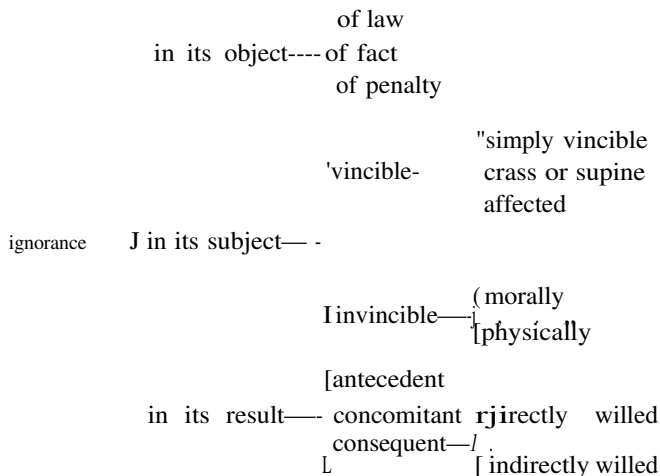 of law
in its object---- of fact
of penalty
"simply vincible
'vincible- crass or supine
affected
ignorance J in its subject— -
( morally
I invincible—-j
[physically
[antecedent
in its result—- concomitant rjirectly willed
consequent—l
L [ indirectly willed